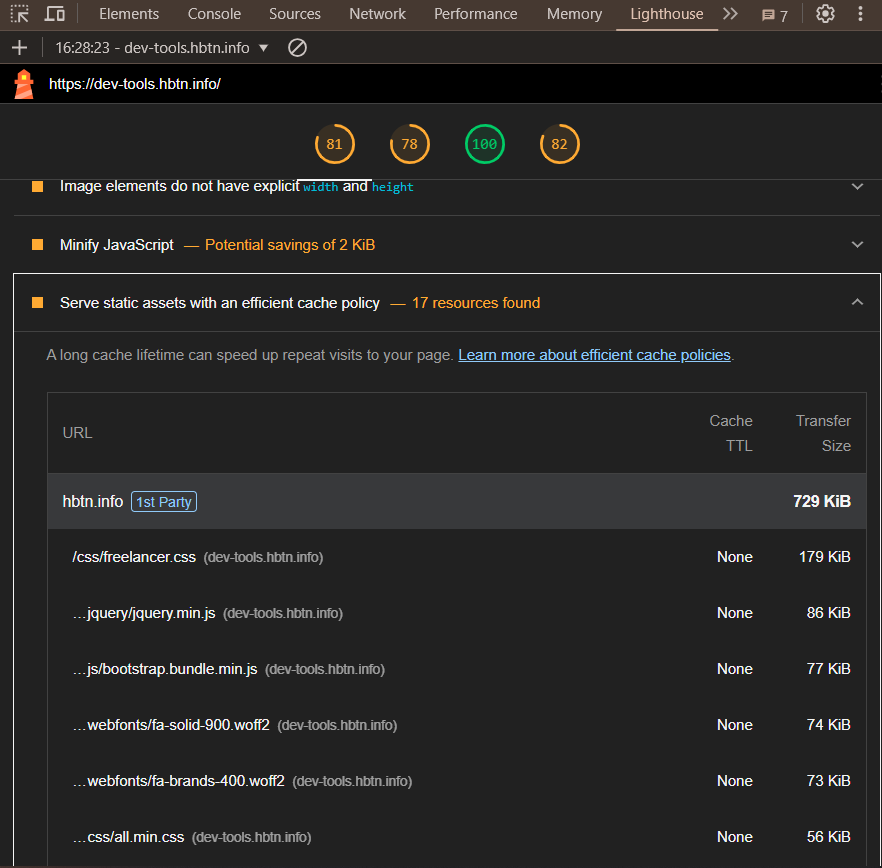 Elements Console Sources Network Performance Memory Lighthouse 7
16:28:23 - dev-tools.hbtn.info
https://dev-tools.hbtn.info/
81 78 100 82
Image elements do not have explicit width and height
Minify JavaScript — Potential savings of 2 KiB
Serve static assets with an efficient cache policy — 17 resources found
A long cache lifetime can speed up repeat visits to your page. Learn more about efficient cache policies.
URL Cache TTL Transfer Size
hbtn.info 1st Party 729 KiB
/css/freelancer.css (dev-tools.hbtn.info) None 179 KiB
…jquery/jquery.min.js (dev-tools.hbtn.info) None 86 KiB
…js/bootstrap.bundle.min.js (dev-tools.hbtn.info) None 77 KiB
…webfonts/fa-solid-900.woff2 (dev-tools.hbtn.info) None 74 KiB
…webfonts/fa-brands-400.woff2 (dev-tools.hbtn.info) None 73 KiB
…css/all.min.css (dev-tools.hbtn.info) None 56 KiB